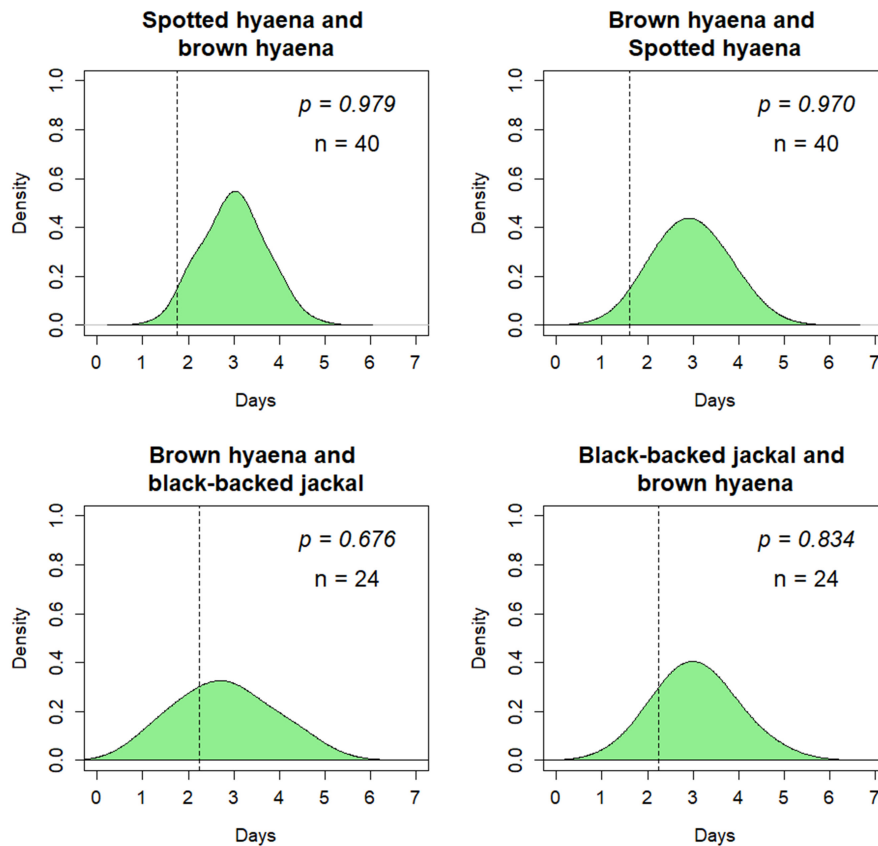 Spotted hyaena and
brown hyaena
p = 0.979
n = 40
Density
0.0 0.2 0.4 0.6 0.8 1.0
0 1 2 3 4 5 6 7
Days
Brown hyaena and
Spotted hyaena
p = 0.970
n = 40
Density
0.0 0.2 0.4 0.6 0.8 1.0
0 1 2 3 4 5 6 7
Days
Brown hyaena and
black-backed jackal
p = 0.676
n = 24
Density
0.0 0.2 0.4 0.6 0.8 1.0
0 1 2 3 4 5 6 7
Days
Black-backed jackal and
brown hyaena
p = 0.834
n = 24
Density
0.0 0.2 0.4 0.6 0.8 1.0
0 1 2 3 4 5 6 7
Days